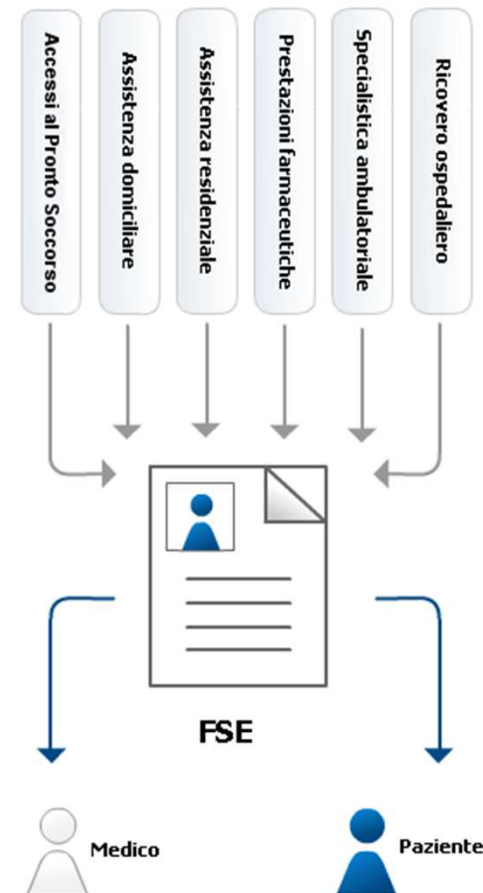 Accessi al Pronto Soccorso
Assistenza domiciliare
Assistenza residenziale
Prestazioni farmaceutiche
Specialistica ambulatoriale
Ricovero ospedaliero
FSE
Medico
Paziente